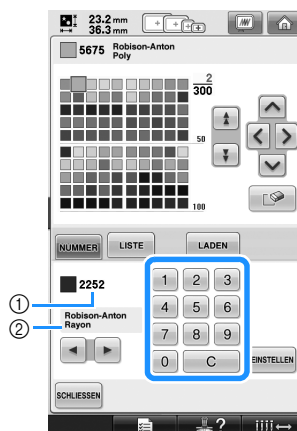 23.2 mm
36.3 mm
5675 Robison-Anton
Poly
2
300
50
100
NUMMER
LISTE
LADEN
① 2252
② Robison-Anton
Rayon
1 2 3
4 5 6
7 8 9
0 C
EINSTELLEN
SCHLIESSEN
?